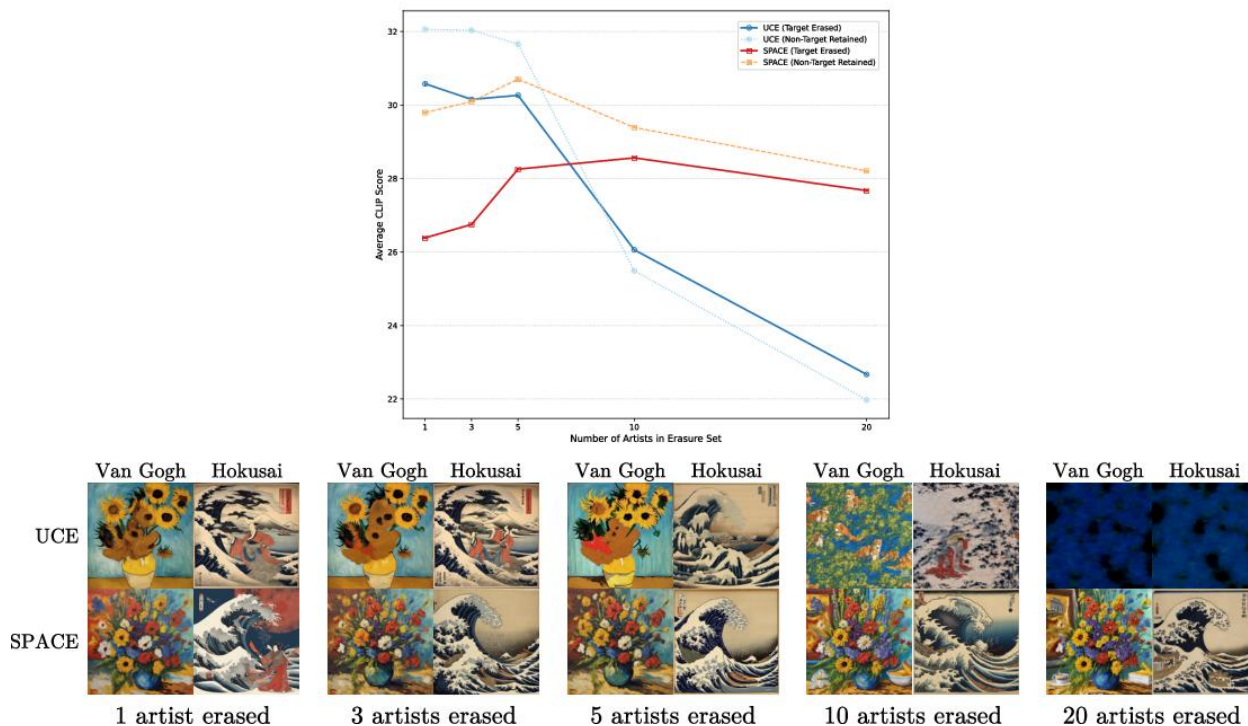 UCE (Target Erased)
UCE (Non-Target Retained)
SPACE (Target Erased)
SPACE (Non-Target Retained)
Average CLIP Score
32
30
28
26
24
22
1 3 5 10 20
Number of Artists in Erasure Set
Van Gogh Hokusai Van Gogh Hokusai Van Gogh Hokusai Van Gogh Hokusai Van Gogh Hokusai
UCE
SPACE
1 artist erased 3 artists erased 5 artists erased 10 artists erased 20 artists erased